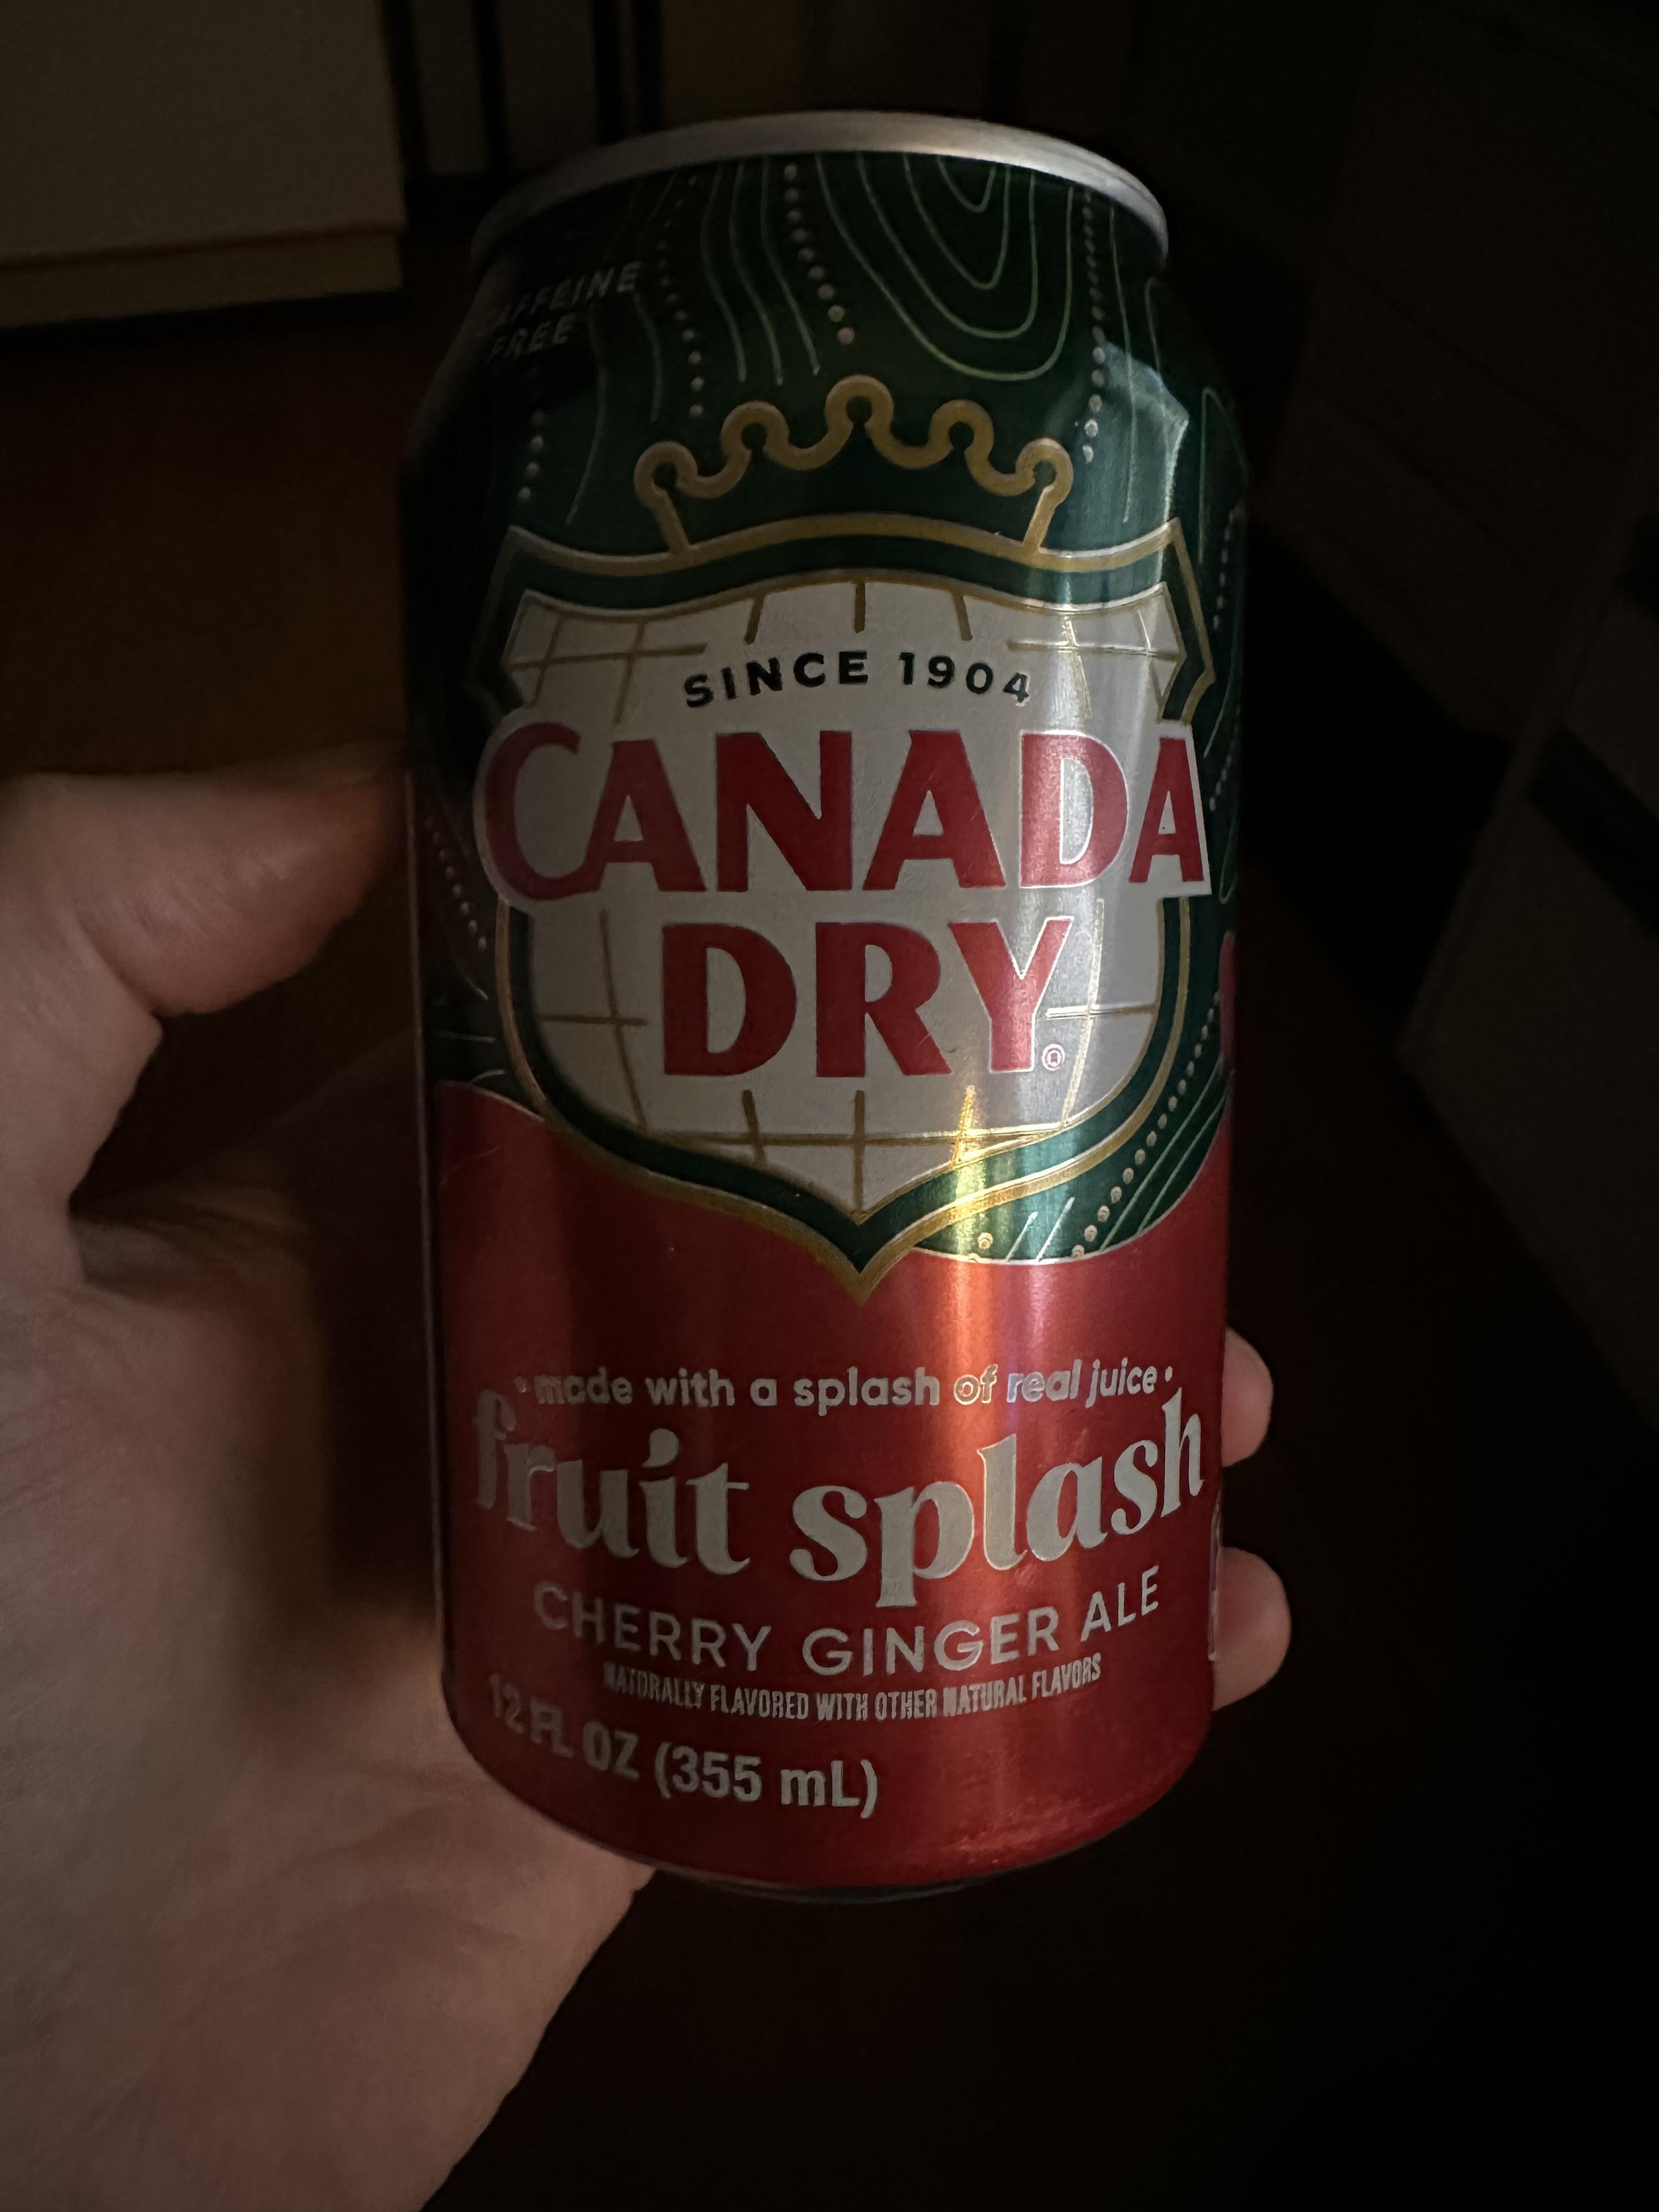 CAFFEINE
FREE
SINCE 1904
CANADA
DRY®
• made with a splash of real juice •
fruit splash
CHERRY GINGER ALE
NATURALLY FLAVORED WITH OTHER NATURAL FLAVORS
12 FL OZ (355 mL)